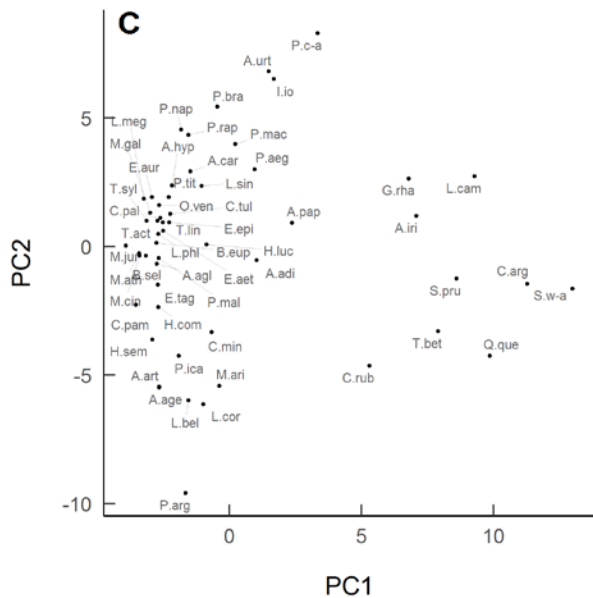 C
P.c-a
A.urt
I.io
P.bra
P.nap
L.meg
P.rap
P.mac
M.gal
A.hyp
E.aur
A.car
P.aeg
T.syl
P.tit
L.sin
G.rha
L.cam
C.pal
O.ven
C.tul
A.pap
A.iri
T.act
T.lin
E.epi
M.jur
L.phl
B.eup
H.luc
M.ath
B.sel
A.agl
E.aet
A.adi
C.arg
S.pru
S.w-a
M.cin
E.tag
P.mal
C.pam
H.com
C.min
T.bet
Q.que
H.sem
P.ica
M.ari
C.rub
A.art
A.age
L.bel
L.cor
P.arg
5
0
-5
-10
PC2
0 5 10
PC1